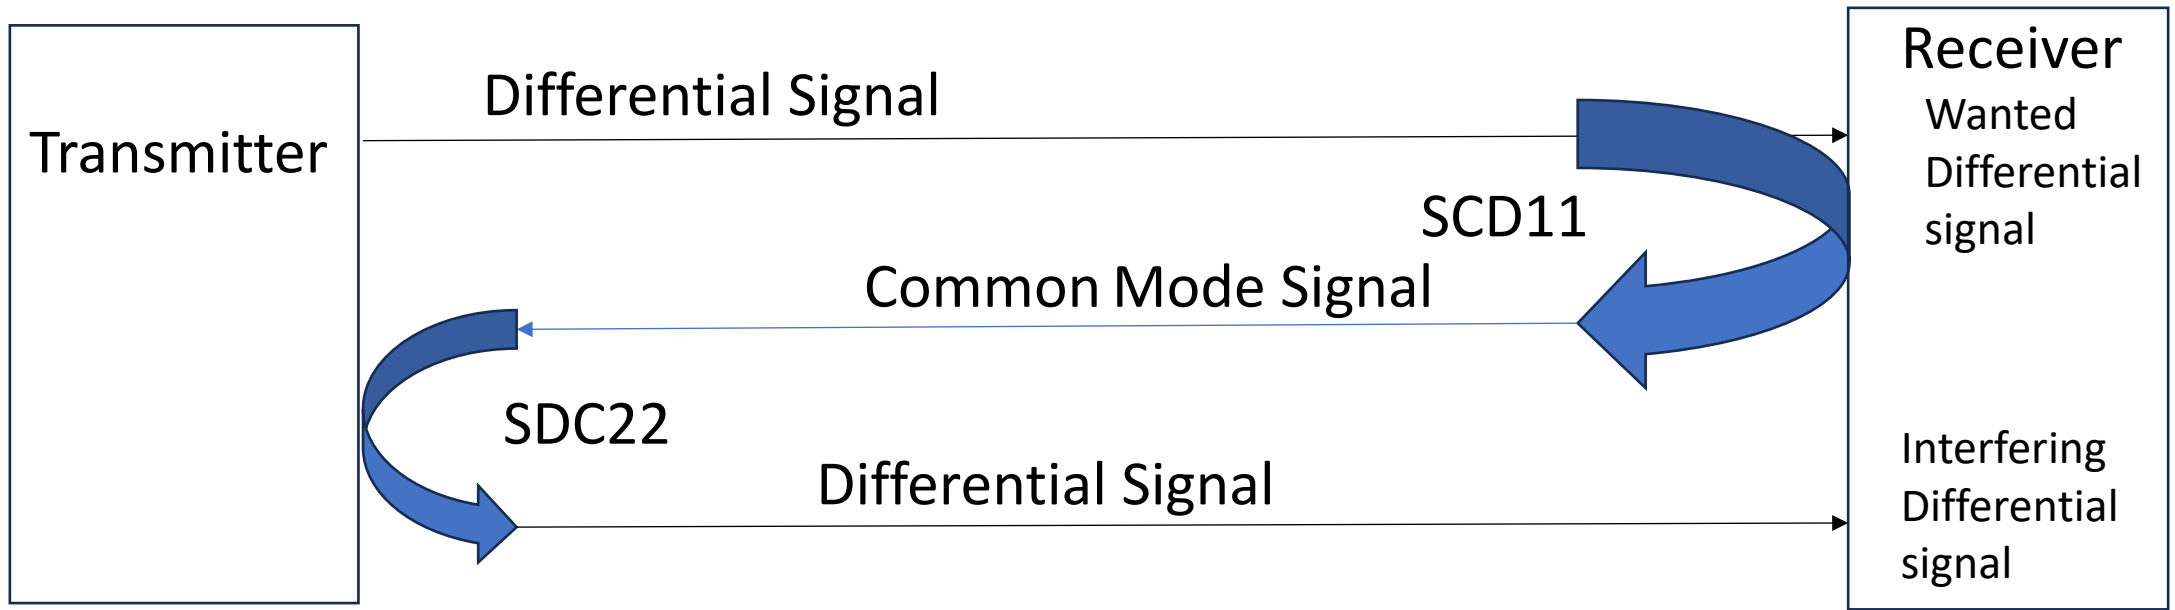 Transmitter
Differential Signal
SCD11
Common Mode Signal
SDC22
Differential Signal
Receiver
Wanted
Differential
signal
Interfering
Differential
signal